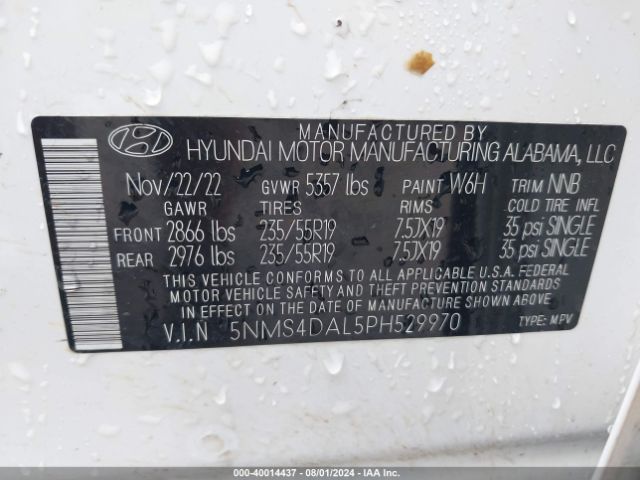 MANUFACTURED BY
HYUNDAI MOTOR MANUFACTURING ALABAMA, LLC
Nov/22/22 GVWR 5357 lbs PAINT W6H TRIM NNB
GAWR TIRES RIMS COLD TIRE INFL
FRONT 2866 lbs 235/55R19 7.5JX19 35 psi SINGLE
REAR 2976 lbs 235/55R19 7.5JX19 35 psi SINGLE
THIS VEHICLE CONFORMS TO ALL APPLICABLE U.S.A. FEDERAL
MOTOR VEHICLE SAFETY AND THEFT PREVENTION STANDARDS
IN EFFECT ON THE DATE OF MANUFACTURE SHOWN ABOVE.
V.I.N 5NMS4DAL5PH529970 TYPE: M.P.V
000-40014437 - 08/01/2024 - IAAI.COM